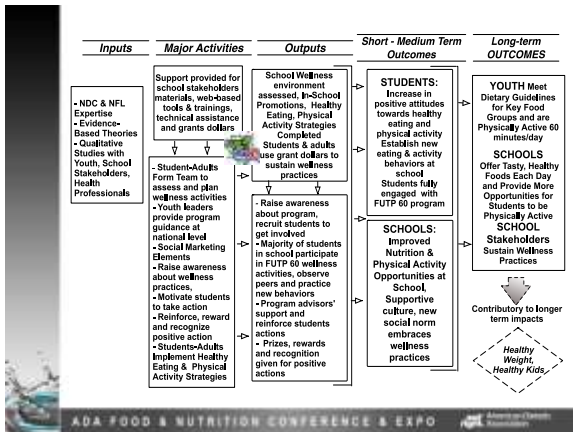 Inputs
Major Activities
Outputs
Short - Medium Term
Outcomes
Long-term
OUTCOMES
- NDC & NFL
Expertise
- Evidence-
Based Theories
- Qualitative
Studies with
Youth, School
Stakeholders,
Health
Professionals
Support provided for
school stakeholders
materials, web-based
tools & trainings,
technical assistance
and grants dollars
- Student-Adults
Form Team to
assess and plan
wellness activities
- Youth leaders
provide program
guidance at
national level
- Social Marketing
Elements
- Raise awareness
about wellness
practices,
- Motivate students
to take action
- Reinforce, reward
and recognize
positive action
- Students-Adults
Implement Healthy
Eating & Physical
Activity Strategies
School Wellness
environment
assessed, In-School
Promotions, Healthy
Eating, Physical
Activity Strategies
Completed
Students & adults
use grant dollars to
sustain wellness
practices
- Raise awareness
about program,
recruit students to
get involved
- Majority of students
in school participate
in FUTP 60 wellness
activities, observe
peers and practice
new behaviors
- Program advisors'
support and
reinforce students
actions
- Prizes, rewards
and recognition
given for positive
actions
STUDENTS:
Increase in
positive attitudes
towards healthy
eating and
physical activity
Establish new
eating & activity
behaviors at
school
Students fully
engaged with
FUTP 60 program
SCHOOLS:
Improved
Nutrition &
Physical Activity
Opportunities at
School,
Supportive
culture, new
social norm
embraces
wellness
practices
YOUTH Meet
Dietary Guidelines
for Key Food
Groups and are
Physically Active 60
minutes/day
SCHOOLS
Offer Tasty, Healthy
Foods Each Day
and Provide More
Opportunities for
Students to be
Physically Active
SCHOOL
Stakeholders
Sustain Wellness
Practices
Contributory to longer
term impacts
Healthy
Weight,
Healthy Kids
ADA FOOD & NUTRITION CONFERENCE & EXPO
American Dietetic
Association